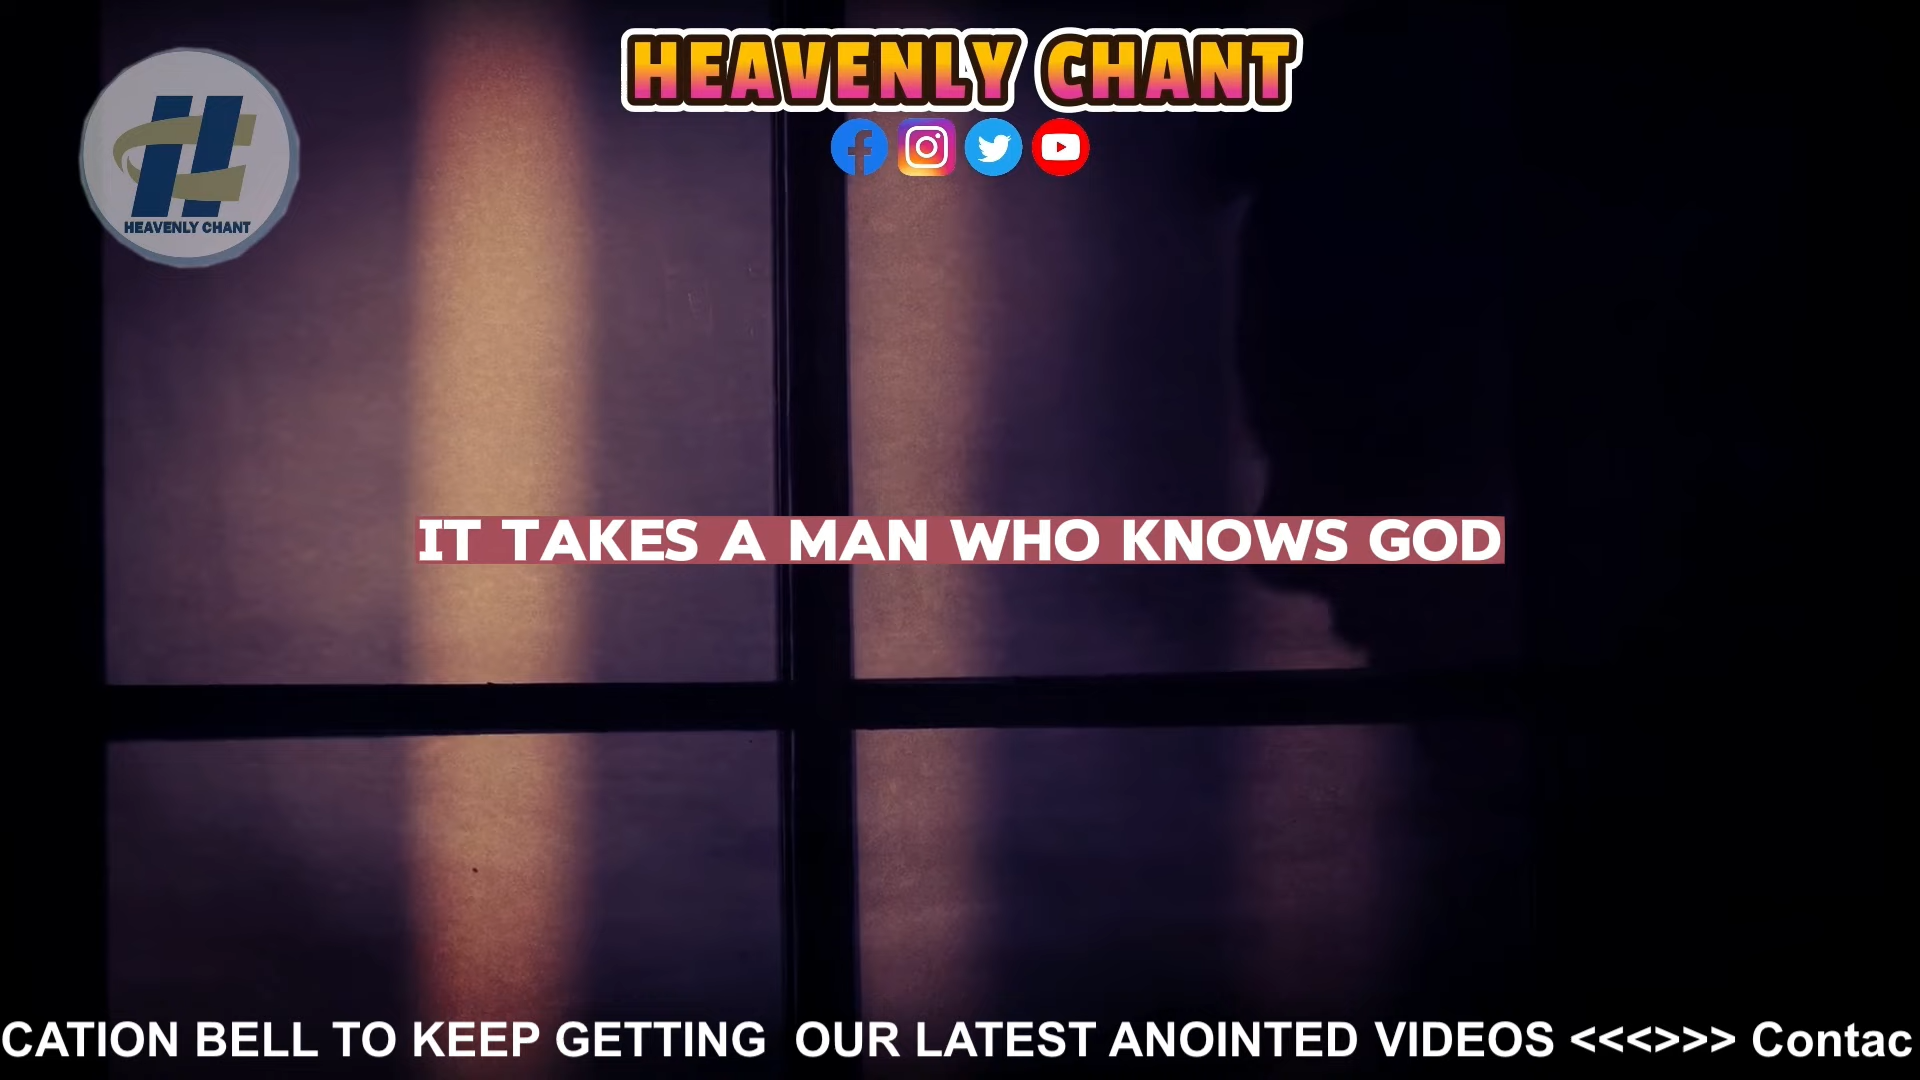 HEAVENLY CHANT
HEAVENLY CHANT
IT TAKES A MAN WHO KNOWS GOD
CATION BELL TO KEEP GETTING OUR LATEST ANOINTED VIDEOS <<<>>> Contac